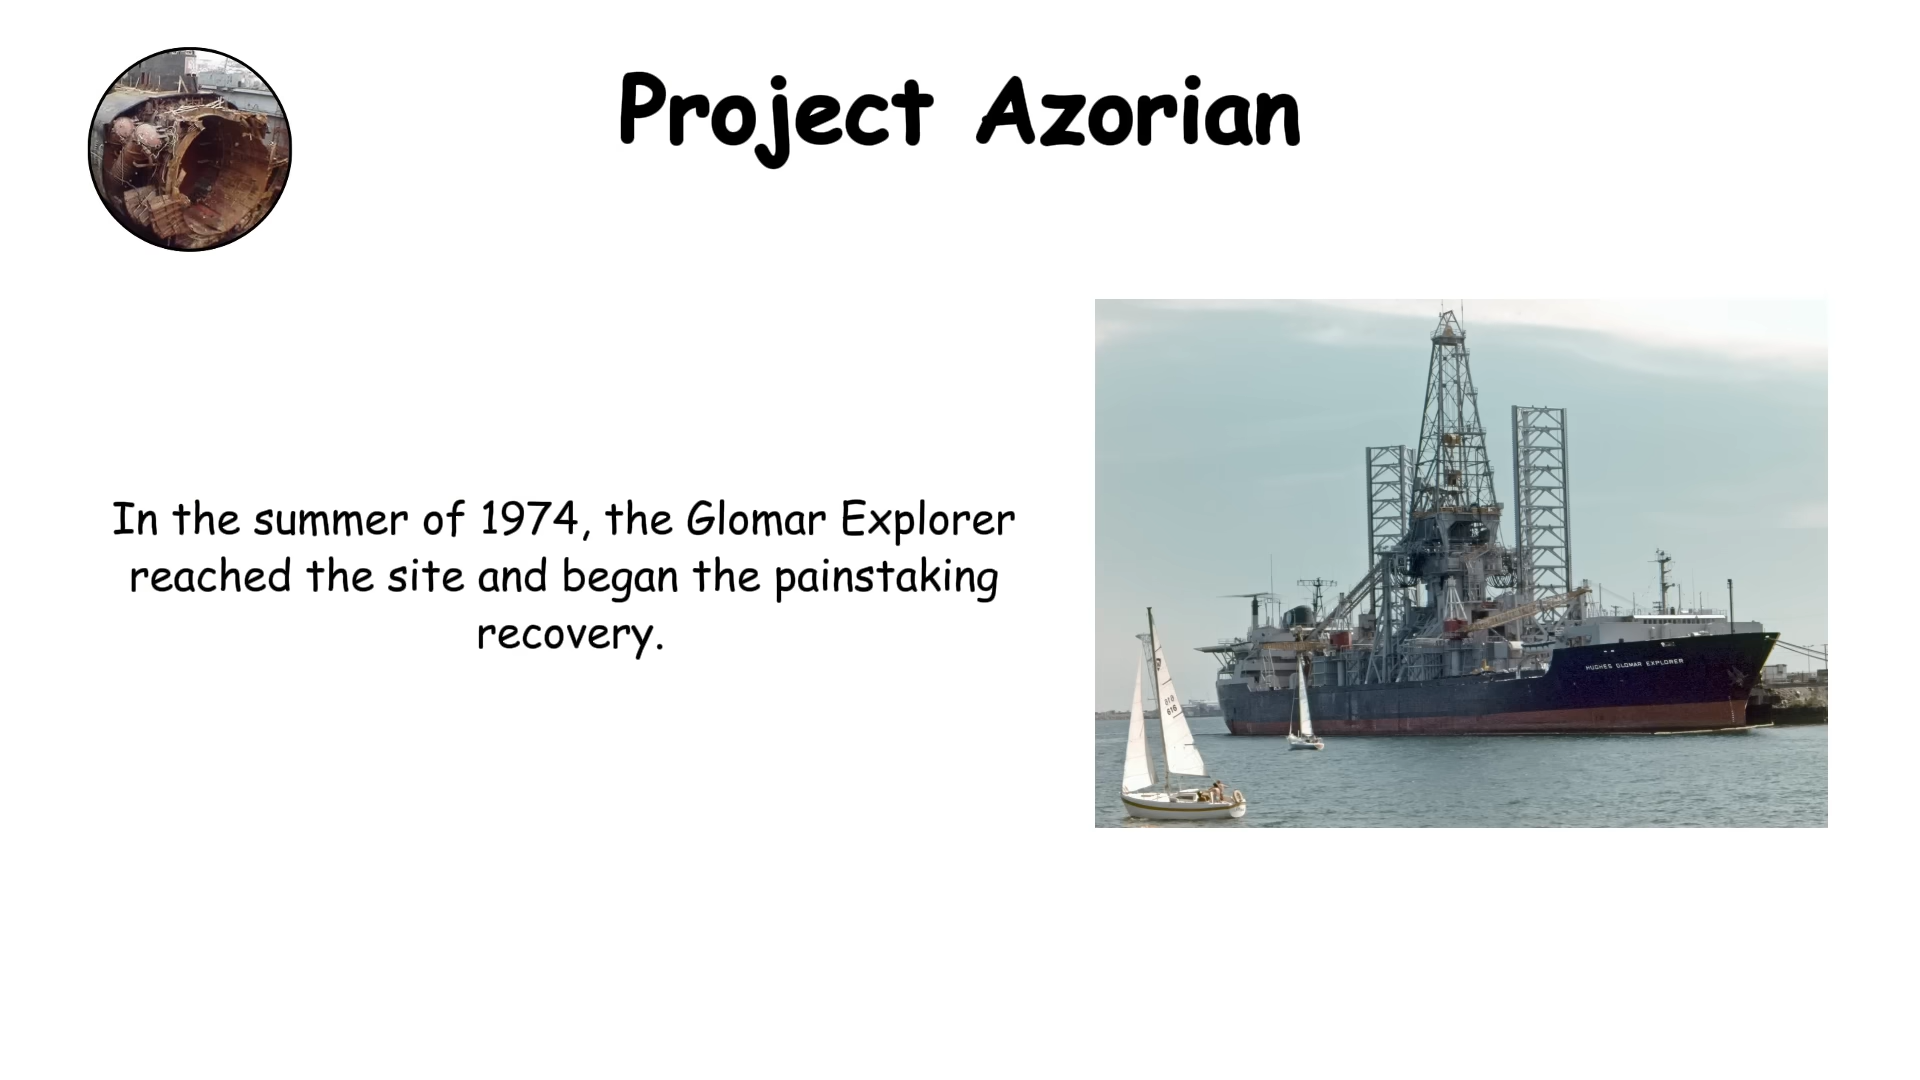 Project Azorian
In the summer of 1974, the Glomar Explorer
reached the site and began the painstaking
recovery.
HUGHES GLOMAR EXPLORER
616